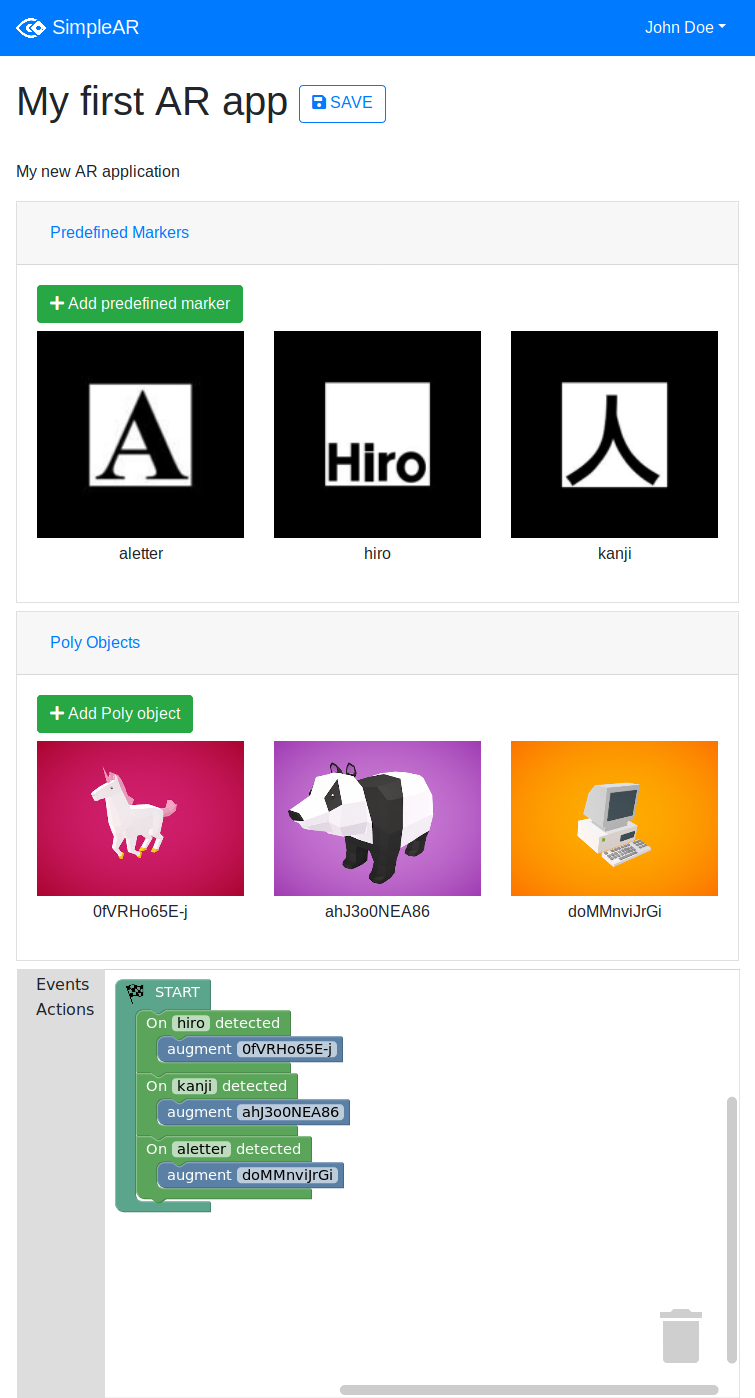 SimpleAR
John Doe
My first AR app
SAVE
My new AR application
Predefined Markers
Add predefined marker
A
Hiro
人
aletter
hiro
kanji
Poly Objects
Add Poly object
0fVRHo65E-j
ahJ3o0NEA86
doMMnviJrGi
Events
Actions
START
On hiro detected
augment 0fVRHo65E-j
On kanji detected
augment ahJ3o0NEA86
On aletter detected
augment doMMnviJrGi